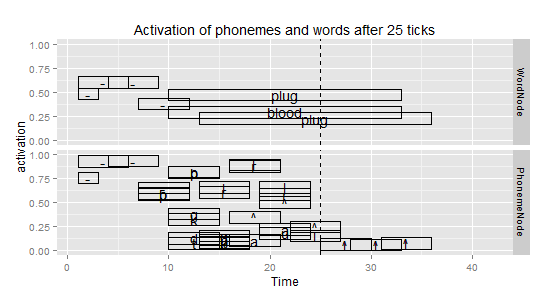 Activation of phonemes and words after 25 ticks
activation
1.00
0.75
0.50
0.25
0.00
-
-
-
-
plug
blood
plug
WordNode
1.00
0.75
0.50
0.25
0.00
-
-
-
p
p
^
^
a
a
^
PhonemeNode
0
10
20
30
40
Time